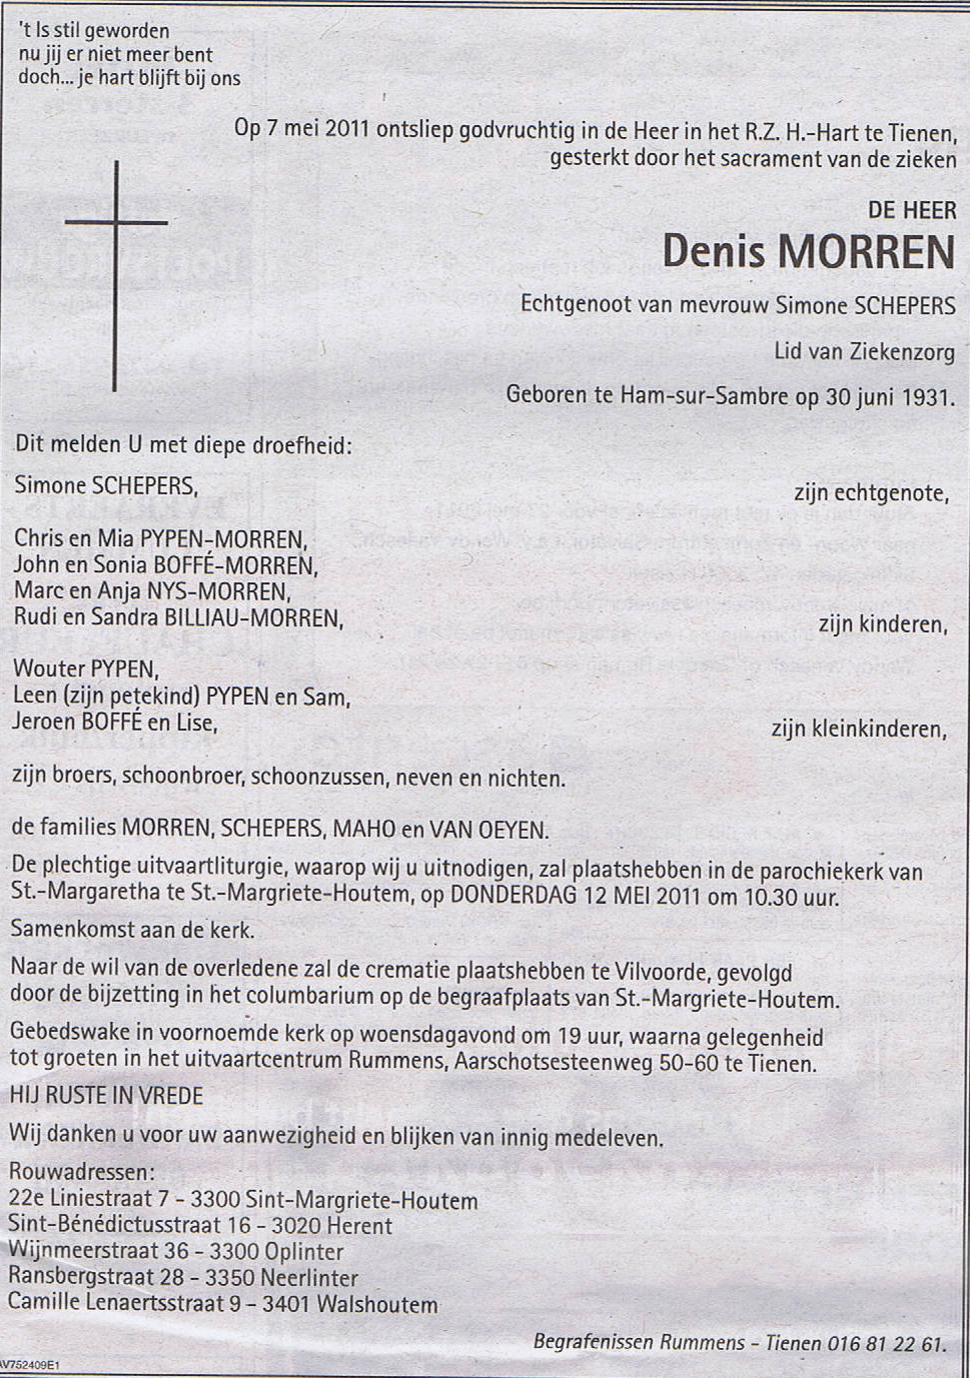 't Is stil geworden
nu jij er niet meer bent
doch... je hart blijft bij ons
Op 7 mei 2011 ontsliep godvruchtig in de Heer in het R.Z. H.-Hart te Tienen,
gesterkt door het sacrament van de zieken
DE HEER
Denis MORREN
Echtgenoot van mevrouw Simone SCHEPERS
Lid van Ziekenzorg
Geboren te Ham-sur-Sambre op 30 juni 1931.
Dit melden U met diepe droefheid:
Simone SCHEPERS, zijn echtgenote,
Chris en Mia PYPEN-MORREN,
John en Sonia BOFFÉ-MORREN,
Marc en Anja NYS-MORREN,
Rudi en Sandra BILLIAU-MORREN, zijn kinderen,
Wouter PYPEN,
Leen (zijn petekind) PYPEN en Sam,
Jeroen BOFFÉ en Lise, zijn kleinkinderen,
zijn broers, schoonbroer, schoonzussen, neven en nichten.
de families MORREN, SCHEPERS, MAHO en VAN OEYEN.
De plechtige uitvaartliturgie, waarop wij u uitnodigen, zal plaatshebben in de parochiekerk van
St.-Margaretha te St.-Margriete-Houtem, op DONDERDAG 12 MEI 2011 om 10.30 uur.
Samenkomst aan de kerk.
Naar de wil van de overledene zal de crematie plaatshebben te Vilvoorde, gevolgd
door de bijzetting in het columbarium op de begraafplaats van St.-Margriete-Houtem.
Gebedswake in voornoemde kerk op woensdagavond om 19 uur, waarna gelegenheid
tot groeten in het uitvaartcentrum Rummens, Aarschotsesteenweg 50-60 te Tienen.
HIJ RUSTE IN VREDE
Wij danken u voor uw aanwezigheid en blijken van innig medeleven.
Rouwadressen:
22e Liniestraat 7 - 3300 Sint-Margriete-Houtem
Sint-Bénédictusstraat 16 - 3020 Herent
Wijnmeerstraat 36 - 3300 Oplinter
Ransbergstraat 28 - 3350 Neerlinter
Camille Lenaertsstraat 9 - 3401 Walshoutem
Begrafenissen Rummens - Tienen 016 81 22 61.
AV752409E1